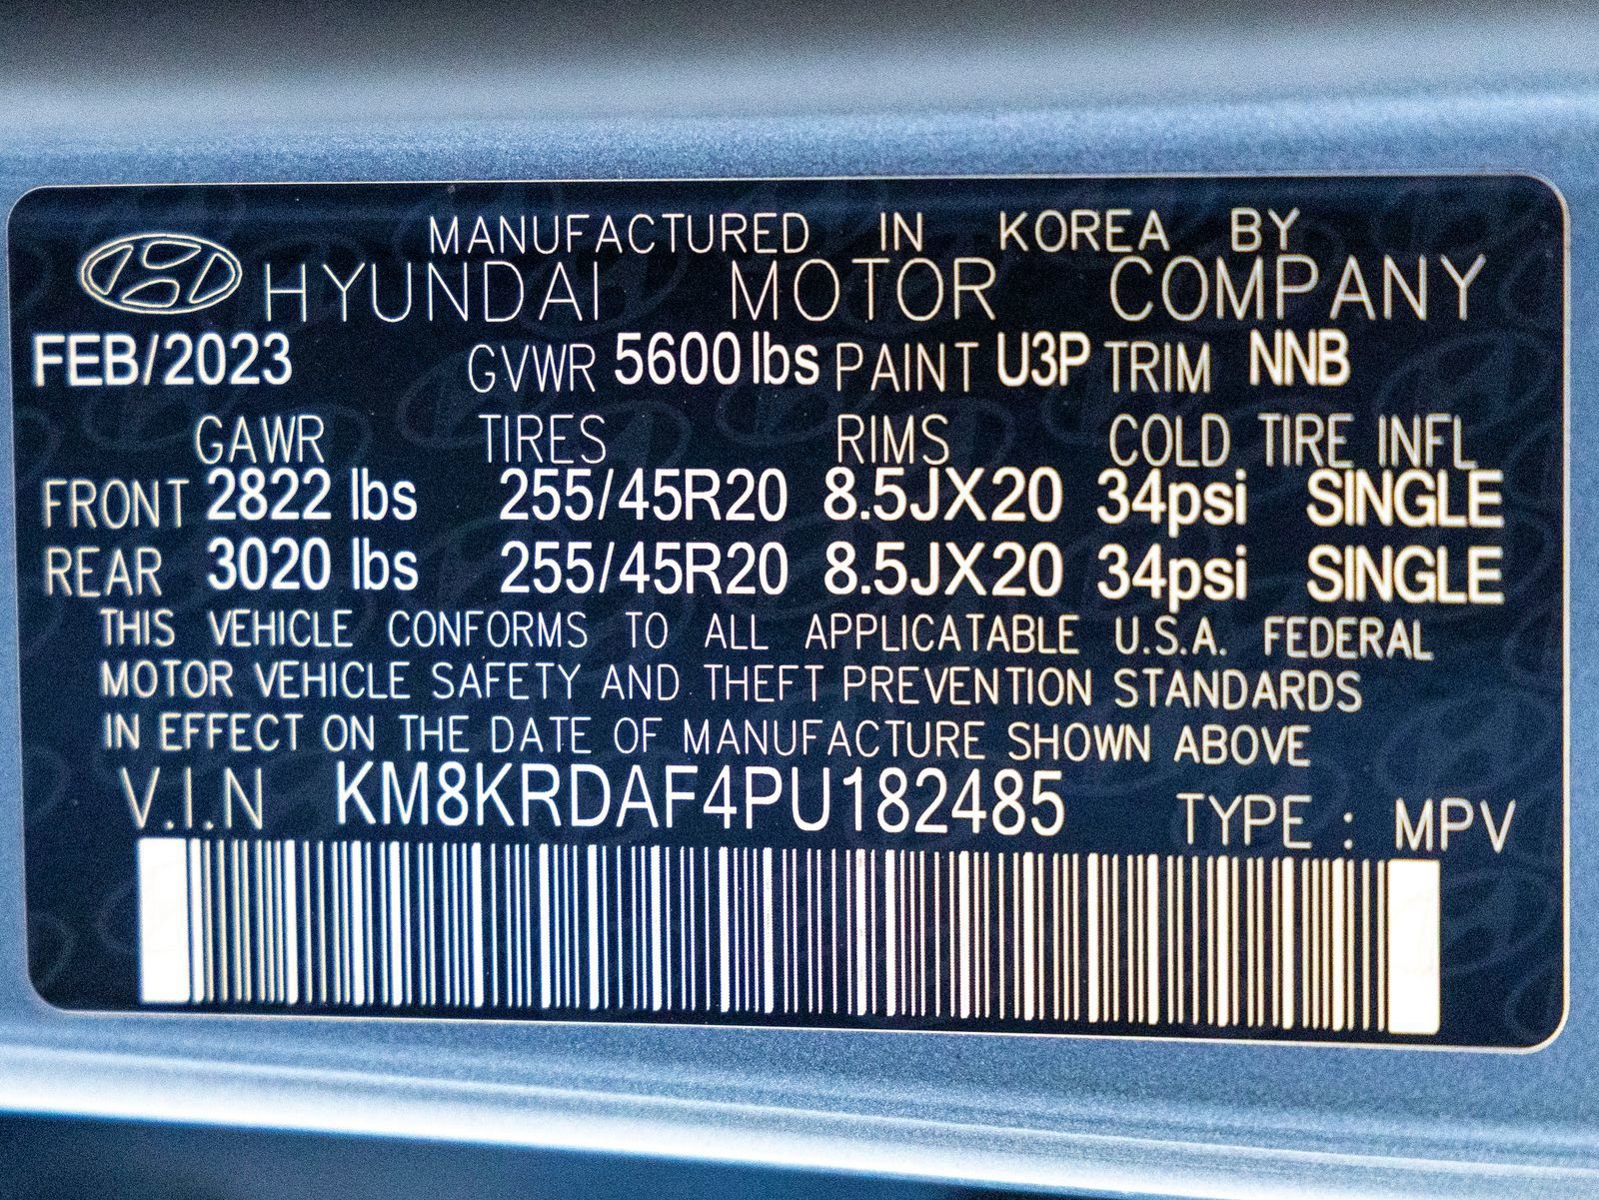 MANUFACTURED IN KOREA BY
HYUNDAI MOTOR COMPANY
FEB/2023 GVWR 5600 lbs PAINT U3P TRIM NNB
GAWR TIRES RIMS COLD TIRE INFL
FRONT 2822 lbs 255/45R20 8.5JX20 34psi SINGLE
REAR 3020 lbs 255/45R20 8.5JX20 34psi SINGLE
THIS VEHICLE CONFORMS TO ALL APPLICATABLE U.S.A. FEDERAL
MOTOR VEHICLE SAFETY AND THEFT PREVENTION STANDARDS
IN EFFECT ON THE DATE OF MANUFACTURE SHOWN ABOVE
V.I.N KM8KRDAF4PU182485 TYPE : MPV